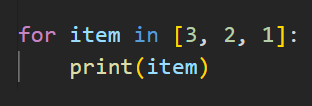 for item in [3, 2, 1]:
    print(item)